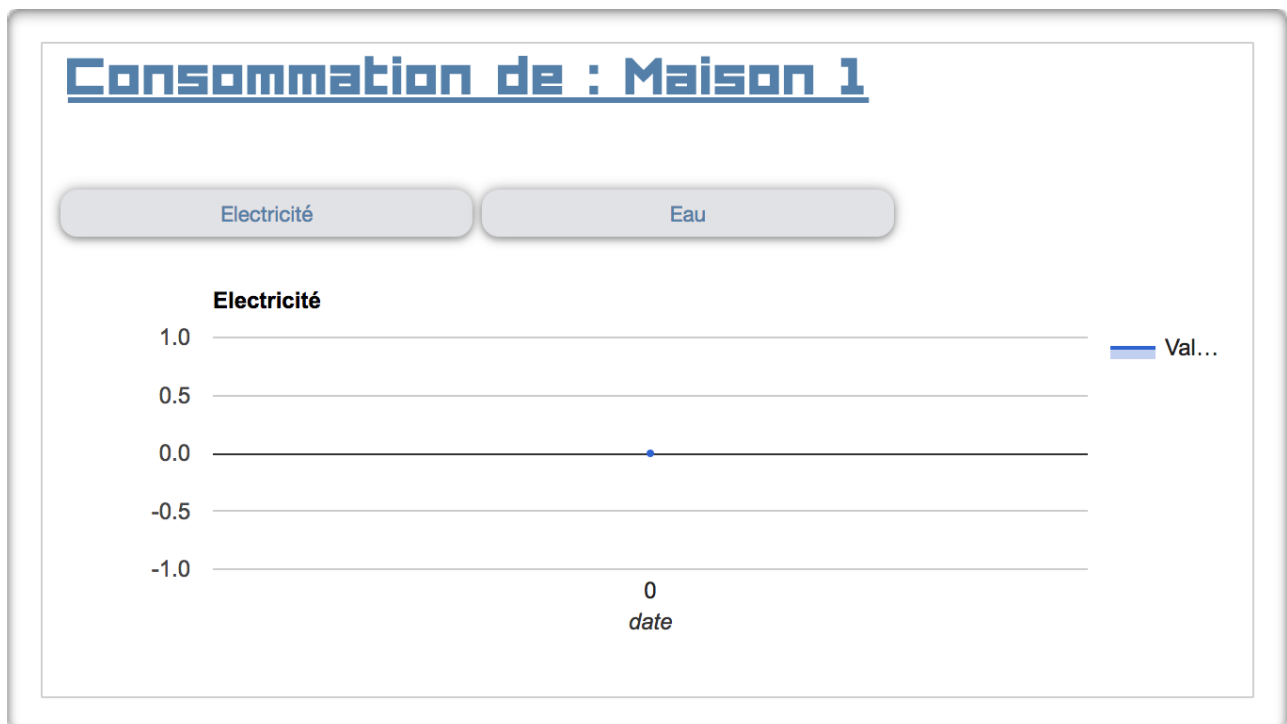 Consommation de : Maison 1
Electricité
Eau
Electricité
1.0
Val…
0.5
0.0
-0.5
-1.0
0
date